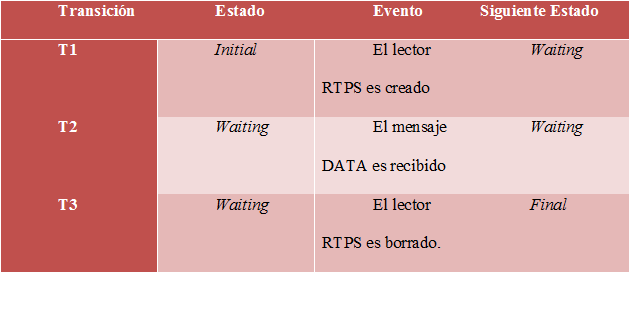 Transición Estado Evento Siguiente Estado
T1 Initial El lector Waiting
RTPS es creado
T2 Waiting El mensaje Waiting
DATA es recibido
T3 Waiting El lector Final
RTPS es borrado.